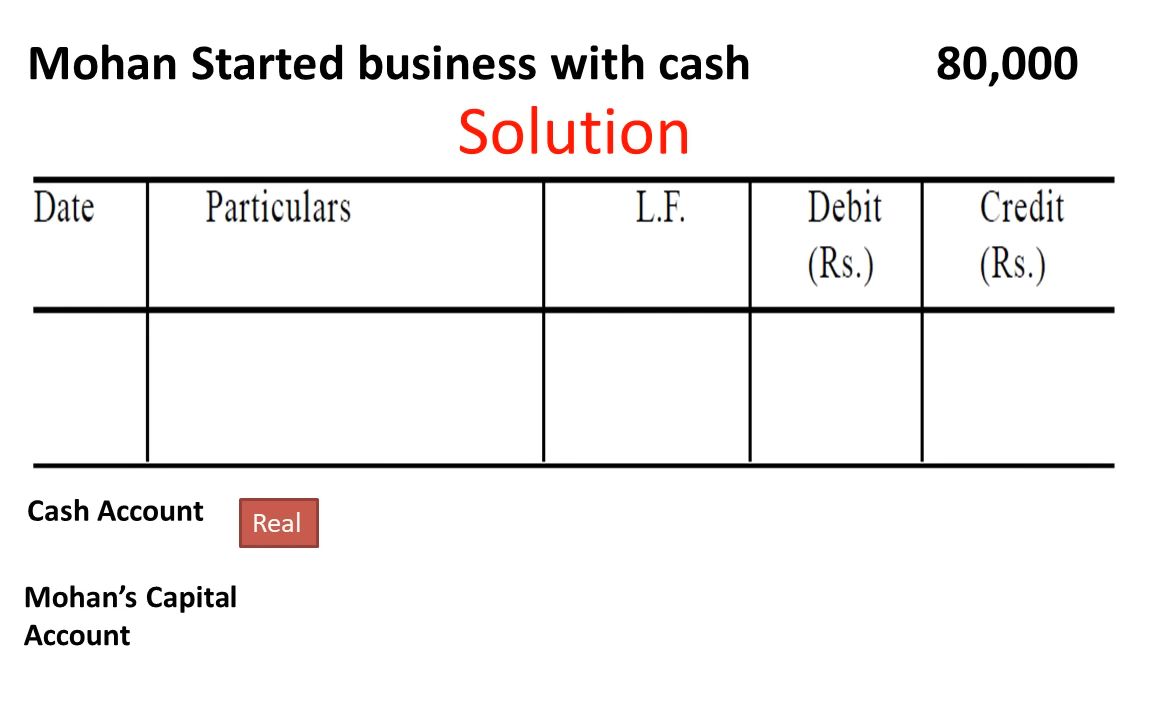 Mohan Started business with cash 80,000
Solution
Date Particulars L.F. Debit Credit
(Rs.) (Rs.)
Cash Account Real
Mohan’s Capital
Account